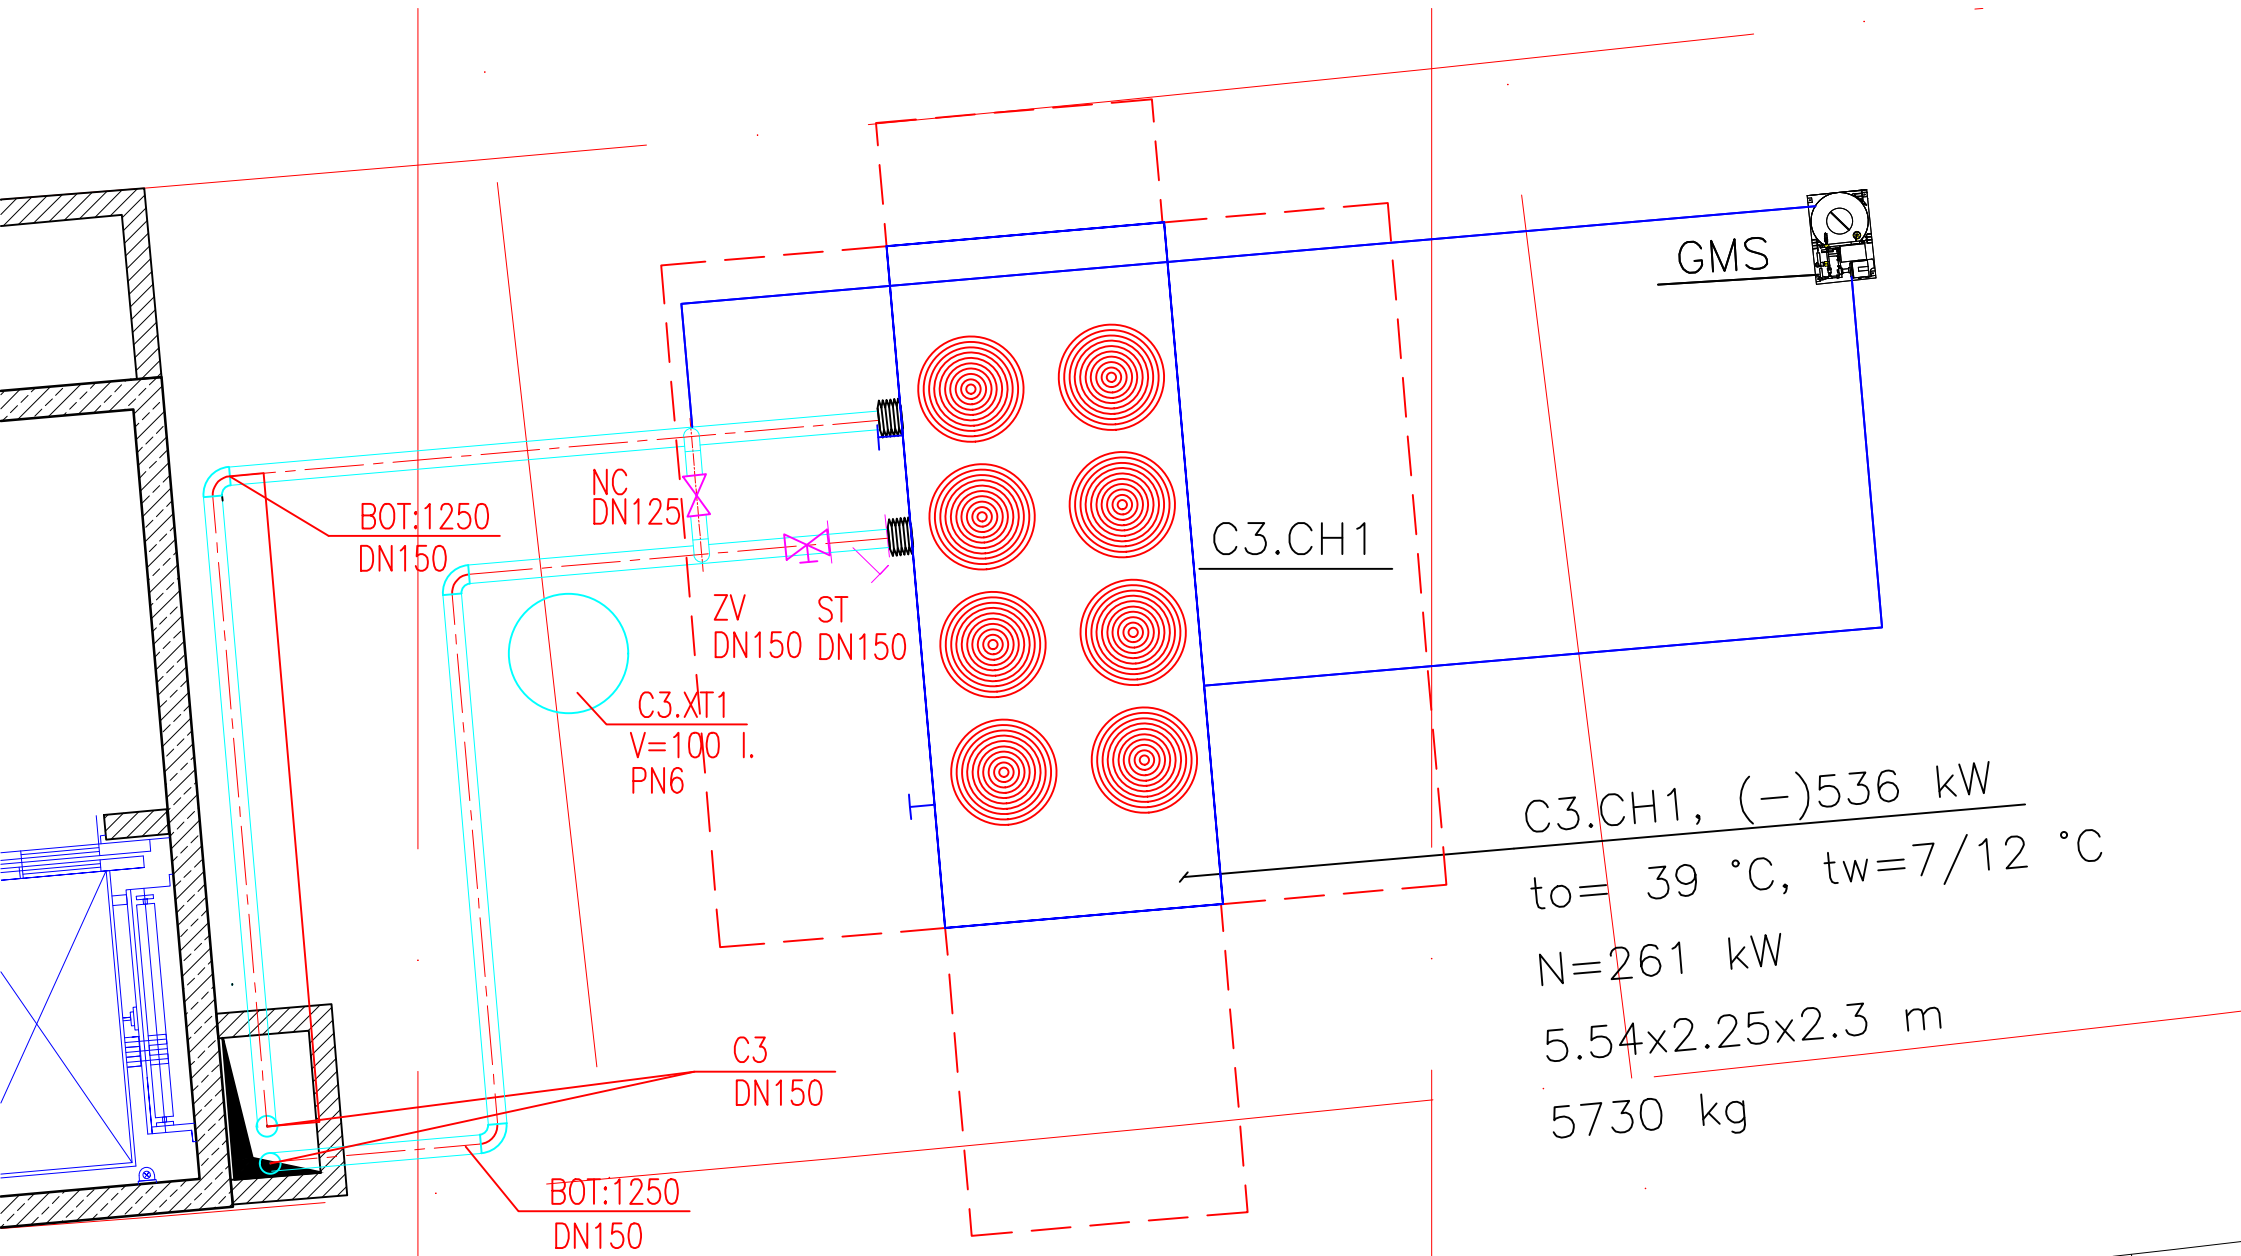 GMS
NC
DN125
BOT:1250
DN150
C3.CH1
ZV
DN150
ST
DN150
C3.XT1
V=100 l.
PN6
C3.CH1, (-)536 kW
to= 39 °C, tw=7/12 °C
N=261 kW
5.54x2.25x2.3 m
5730 kg
C3
DN150
BOT:1250
DN150